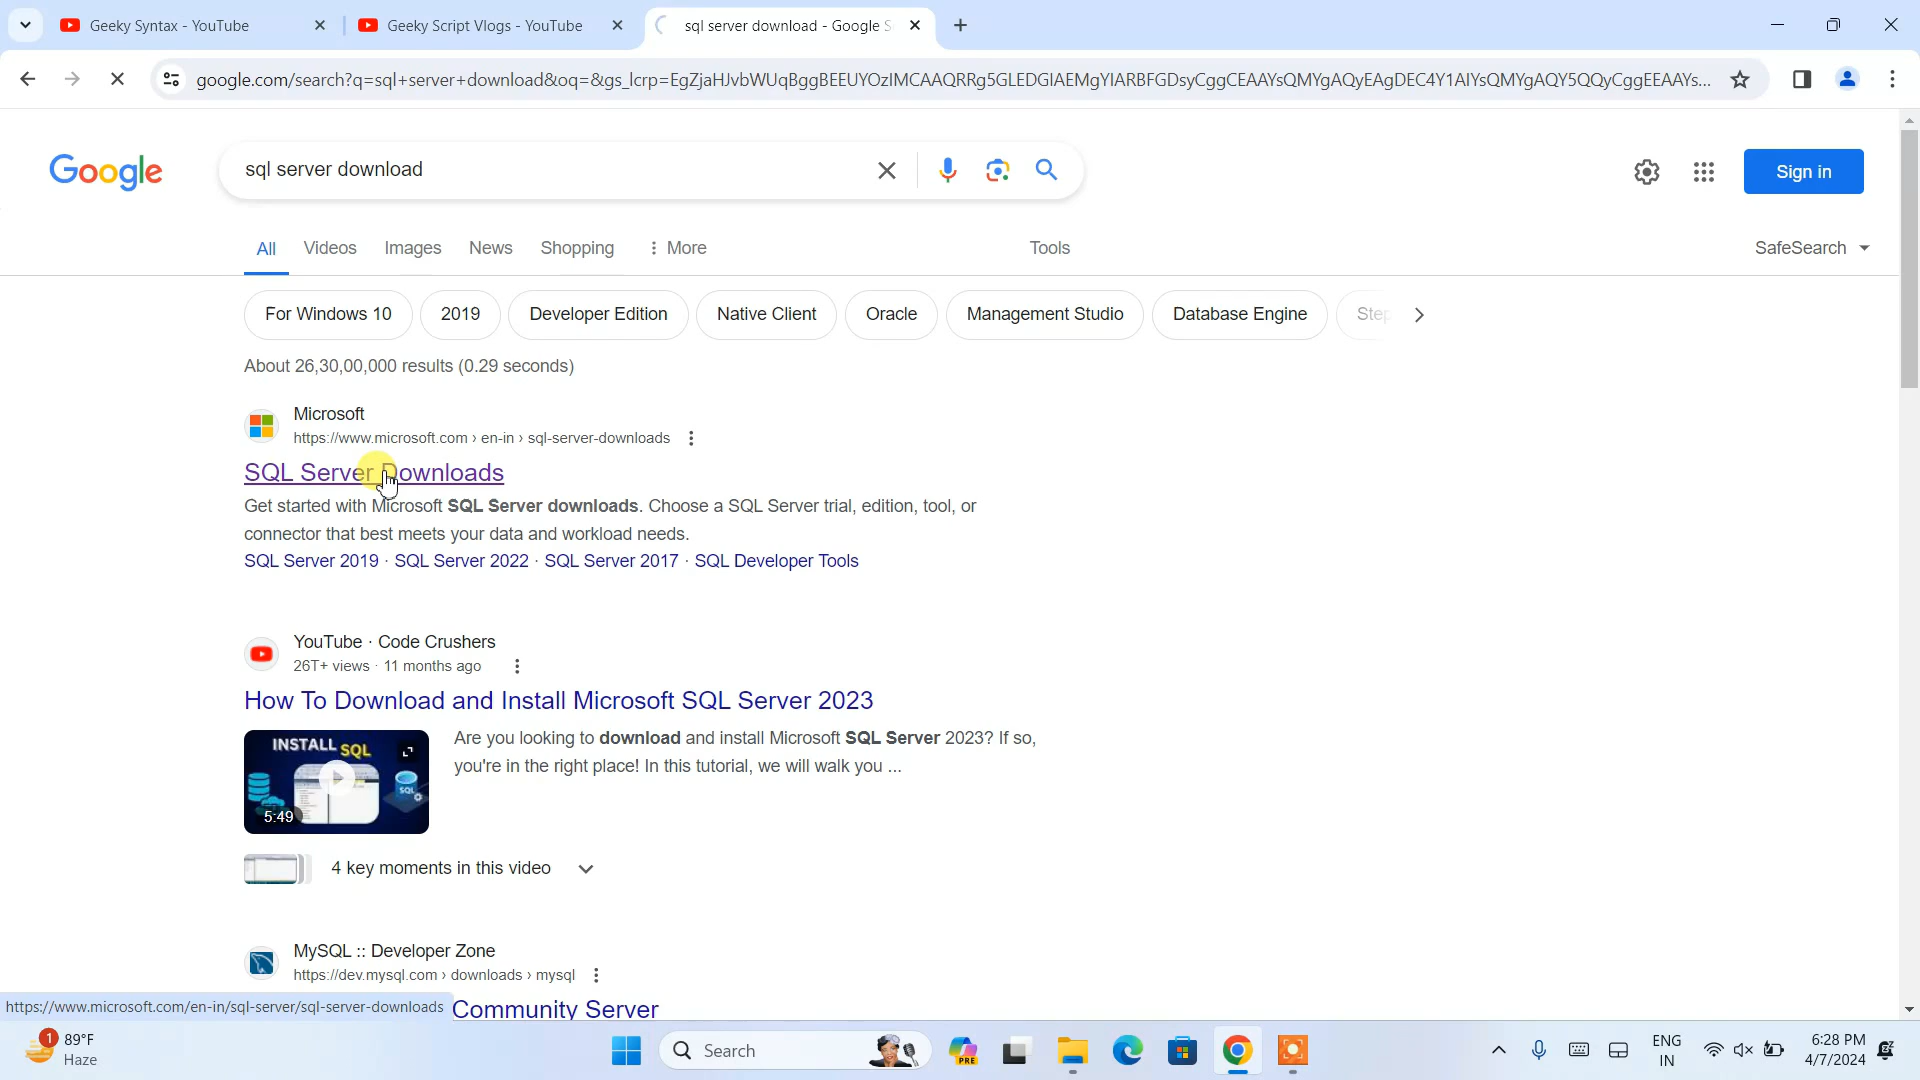 Geeky Syntax - YouTube
Geeky Script Vlogs - YouTube
sql server download - Google S
google.com/search?q=sql+server+download&oq=&gs_lcrp=EgZjaHJvbWUqBggBEEUYOzIMCAAQRRg5GLEDGIAEMgYIARBFGDsyCggCEAAYsQMYgAQyEAgDEC4Y1AIYsQMYgAQY5QQyCggEEAAYs...
Google
sql server download
Sign in
All
Videos
Images
News
Shopping
More
Tools
SafeSearch
For Windows 10
2019
Developer Edition
Native Client
Oracle
Management Studio
Database Engine
Step
About 26,30,00,000 results (0.29 seconds)
Microsoft
https://www.microsoft.com › en-in › sql-server-downloads
SQL Server Downloads
Get started with Microsoft SQL Server downloads. Choose a SQL Server trial, edition, tool, or
connector that best meets your data and workload needs.
SQL Server 2019 · SQL Server 2022 · SQL Server 2017 · SQL Developer Tools
YouTube · Code Crushers
26T+ views · 11 months ago
How To Download and Install Microsoft SQL Server 2023
INSTALL SQL
SQL
5:49
Are you looking to download and install Microsoft SQL Server 2023? If so,
you're in the right place! In this tutorial, we will walk you ...
4 key moments in this video
MySQL :: Developer Zone
https://dev.mysql.com › downloads › mysql
Community Server
https://www.microsoft.com/en-in/sql-server/sql-server-downloads
1
89°F
Haze
Search
PRE
ENG
IN
6:28 PM
4/7/2024